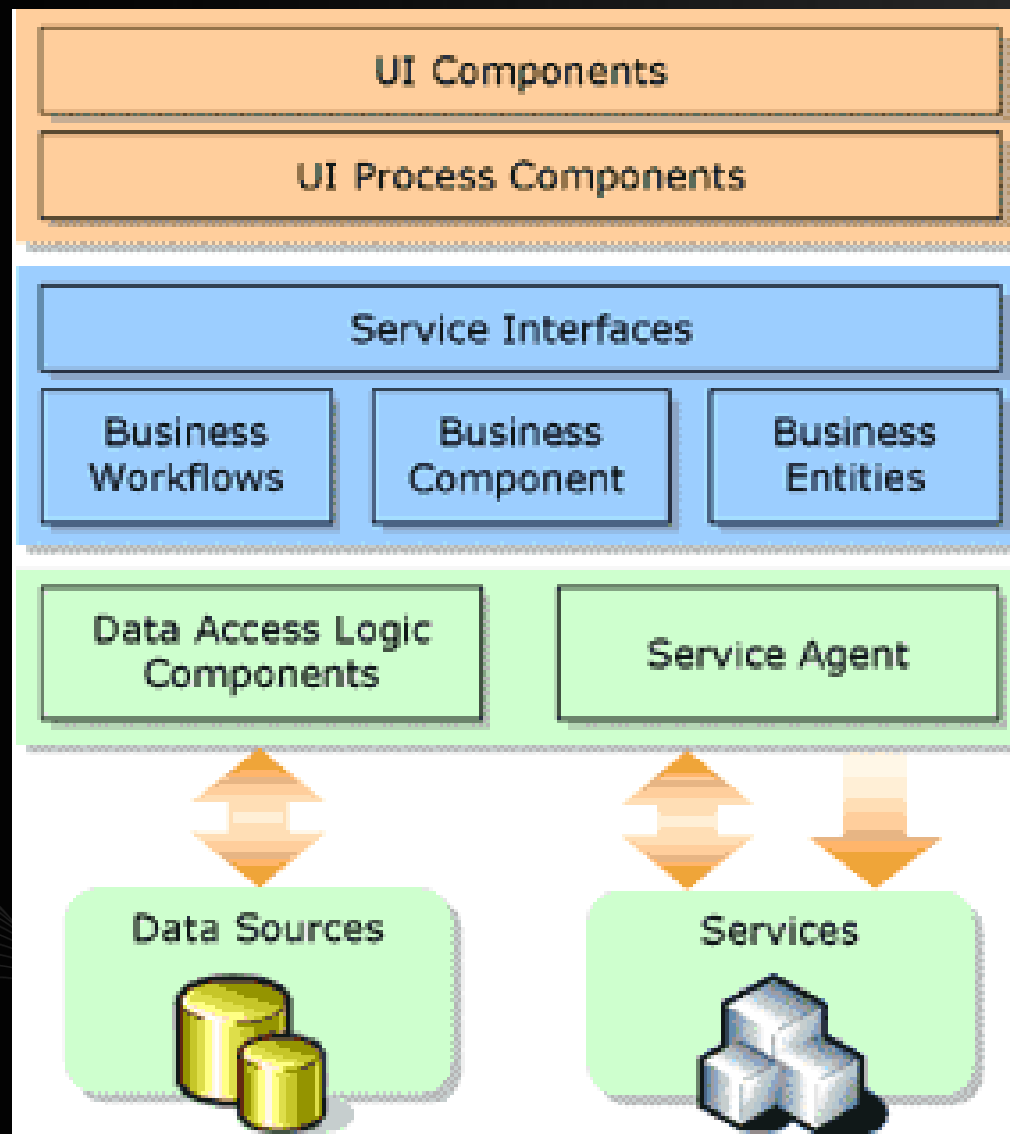 UI Components
UI Process Components
Service Interfaces
Business
Workflows
Business
Component
Business
Entities
Data Access Logic
Components
Service Agent
Data Sources
Services